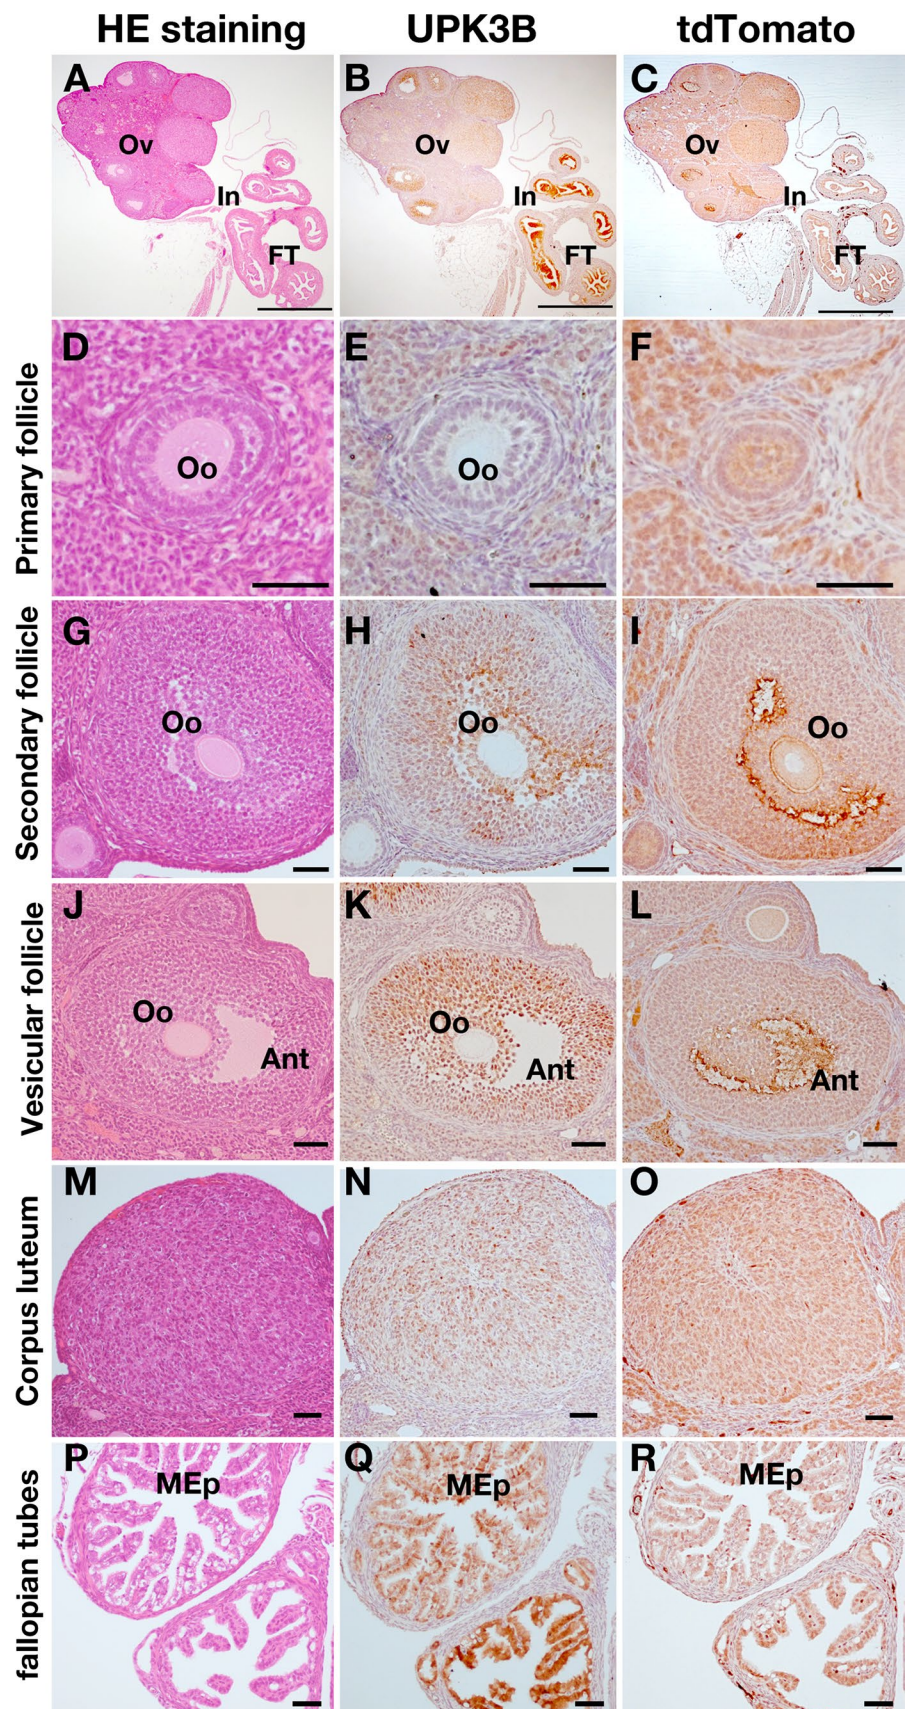 HE staining UPK3B tdTomato
A B C
Ov Ov Ov
In In In
FT FT FT
Primary follicle
D E F
Oo Oo
Secondary follicle
G H I
Oo Oo Oo
Vesicular follicle
J K L
Oo Oo
Ant Ant Ant
Corpus luteum
M N O
fallopian tubes
P Q R
MEp MEp MEp